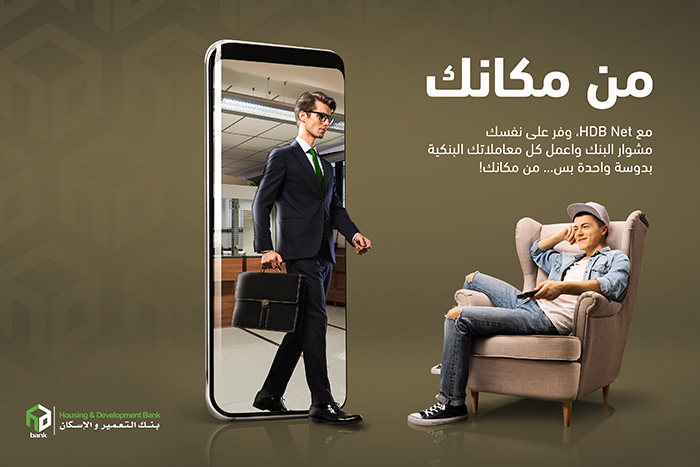 من مكانك
مع HDB Net، وفر على نفسك
مشوار البنك واعمل كل معاملاتك البنكية
بدوسة واحدة بس... من مكانك!
Housing & Development Bank
بنك التعمير و الإسكان
bank